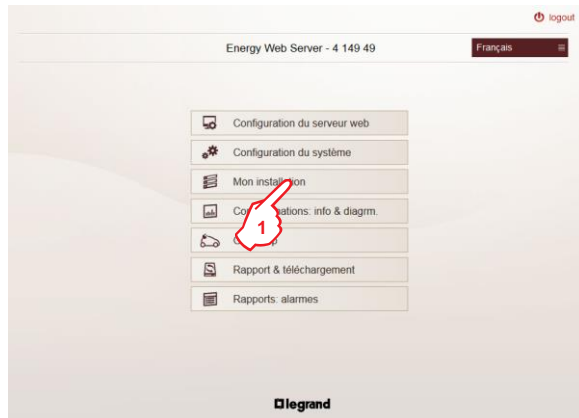 logout
Energy Web Server - 4 149 49
Français
Configuration du serveur web
Configuration du système
Mon installation
info & diagrm.
1
Rapport & téléchargement
Rapports: alarmes
legrand